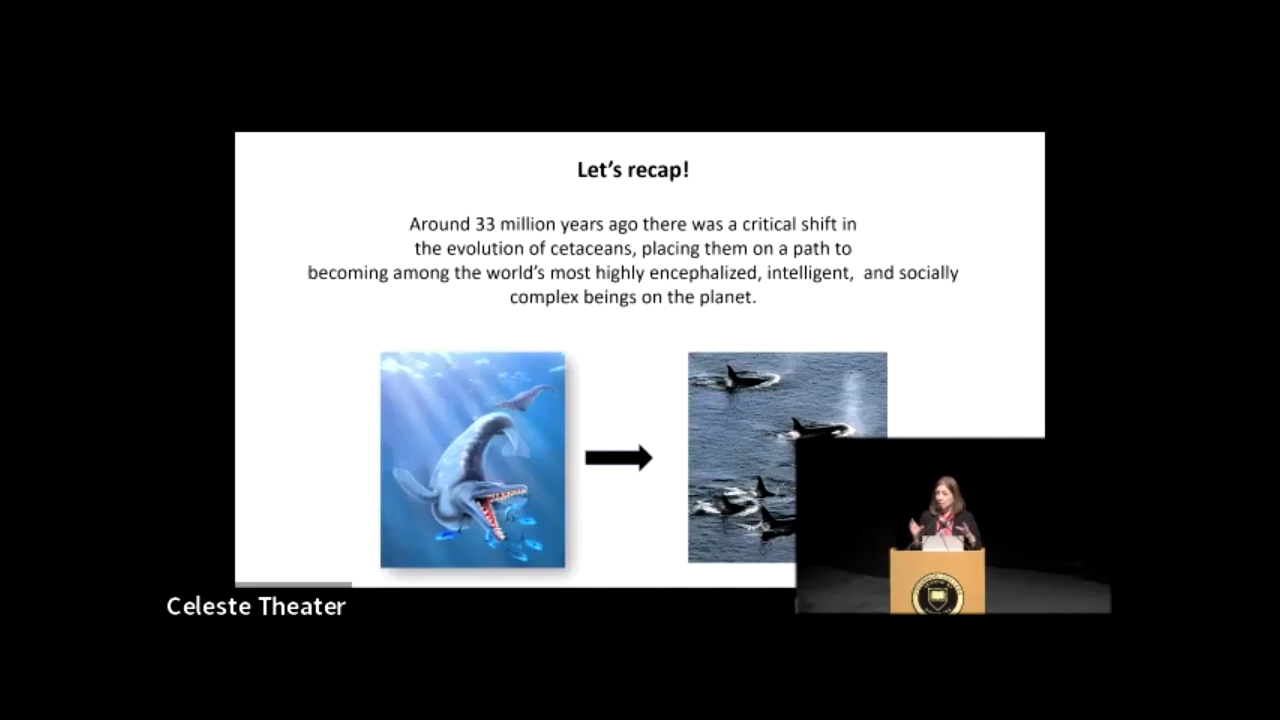 Let's recap!
Around 33 million years ago there was a critical shift in
the evolution of cetaceans, placing them on a path to
becoming among the world's most highly encephalized, intelligent,  and socially
complex beings on the planet.
Celeste Theater